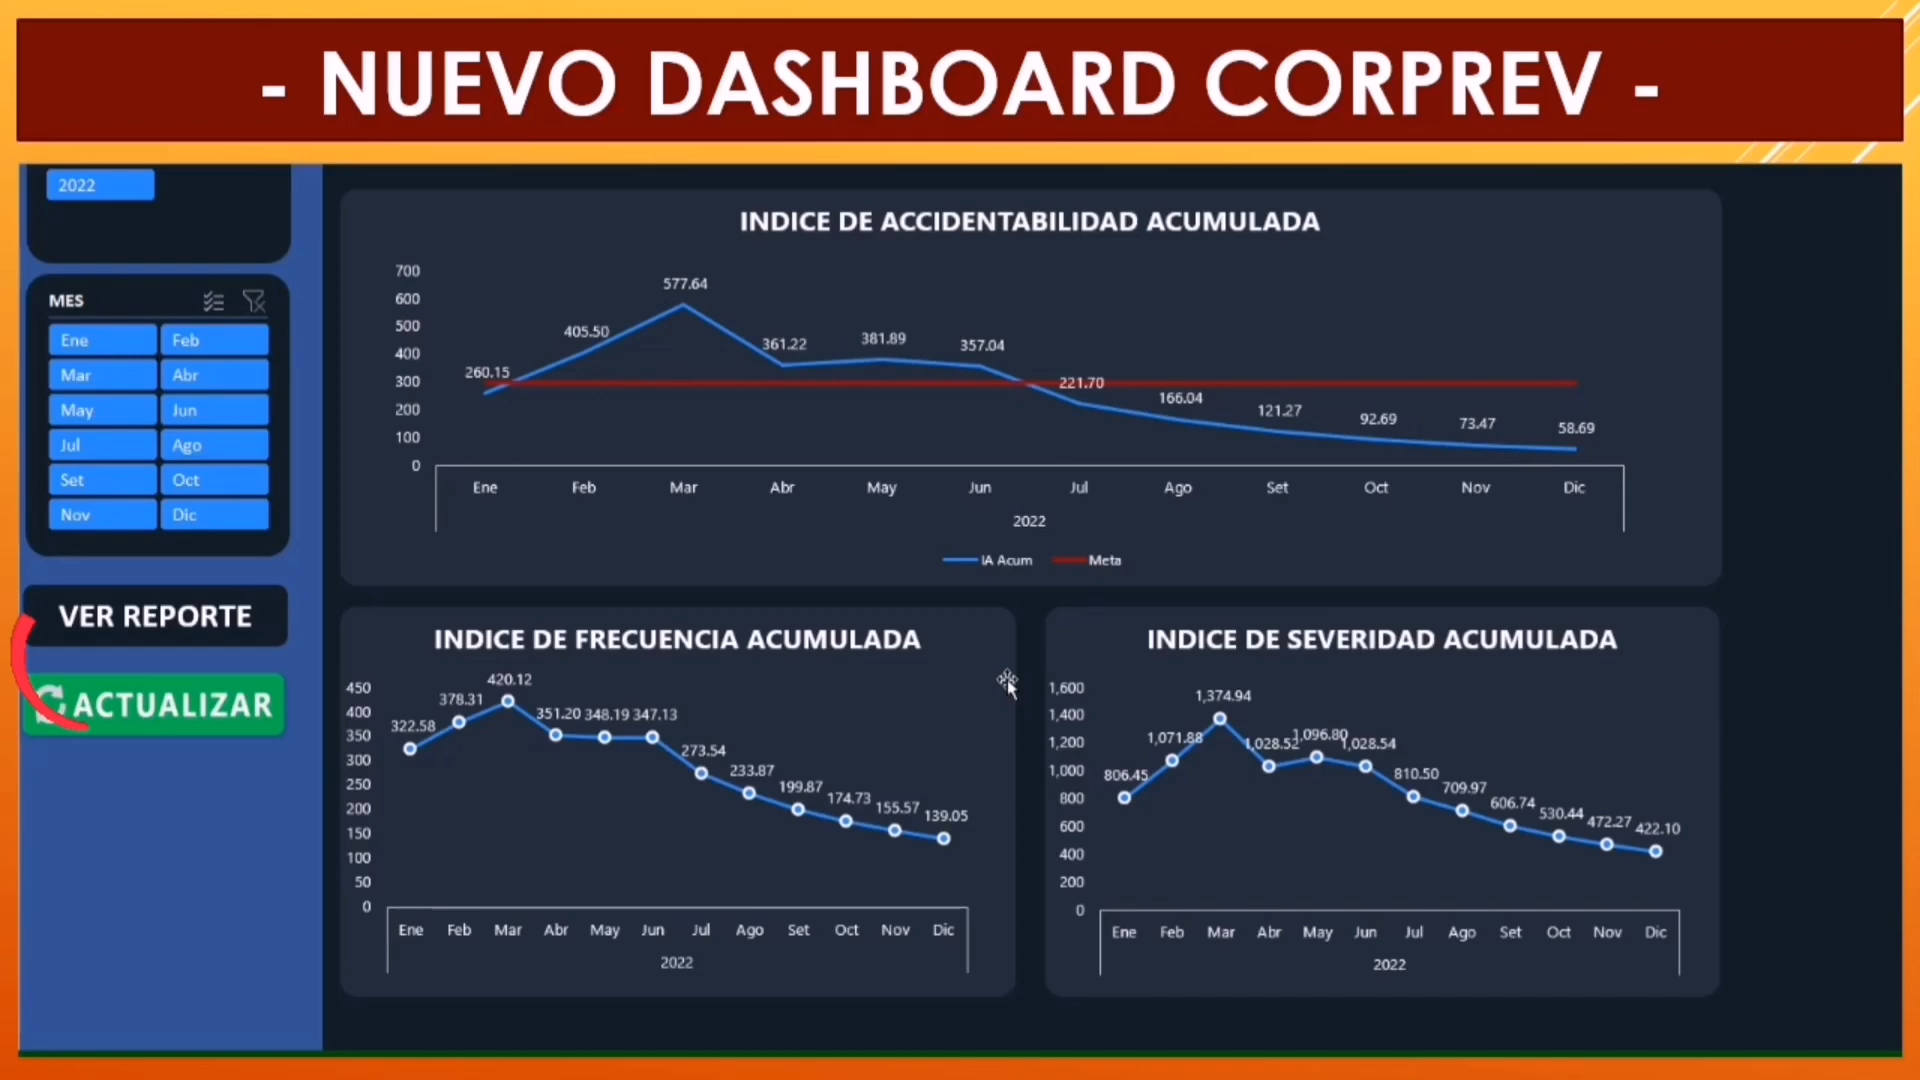 - NUEVO DASHBOARD CORPREV -
2022
MES
Ene Feb
Mar Abr
May Jun
Jul Ago
Set Oct
Nov Dic
VER REPORTE
ACTUALIZAR
INDICE DE ACCIDENTABILIDAD ACUMULADA
700
600
500
400
300
200
100
0
260.15 405.50 577.64 361.22 381.89 357.04 221.70 166.04 121.27 92.69 73.47 58.69
Ene Feb Mar Abr May Jun Jul Ago Set Oct Nov Dic
2022
IA Acum Meta
INDICE DE FRECUENCIA ACUMULADA
450
400
350
300
250
200
150
100
50
0
322.58 378.31 420.12 351.20 348.19 347.13 273.54 233.87 199.87 174.73 155.57 139.05
Ene Feb Mar Abr May Jun Jul Ago Set Oct Nov Dic
2022
INDICE DE SEVERIDAD ACUMULADA
1,600
1,400
1,200
1,000
800
600
400
200
0
806.45 1,071.88 1,374.94 1,028.52 1,096.80 1,028.54 810.50 709.97 606.74 530.44 472.27 422.10
Ene Feb Mar Abr May Jun Jul Ago Set Oct Nov Dic
2022